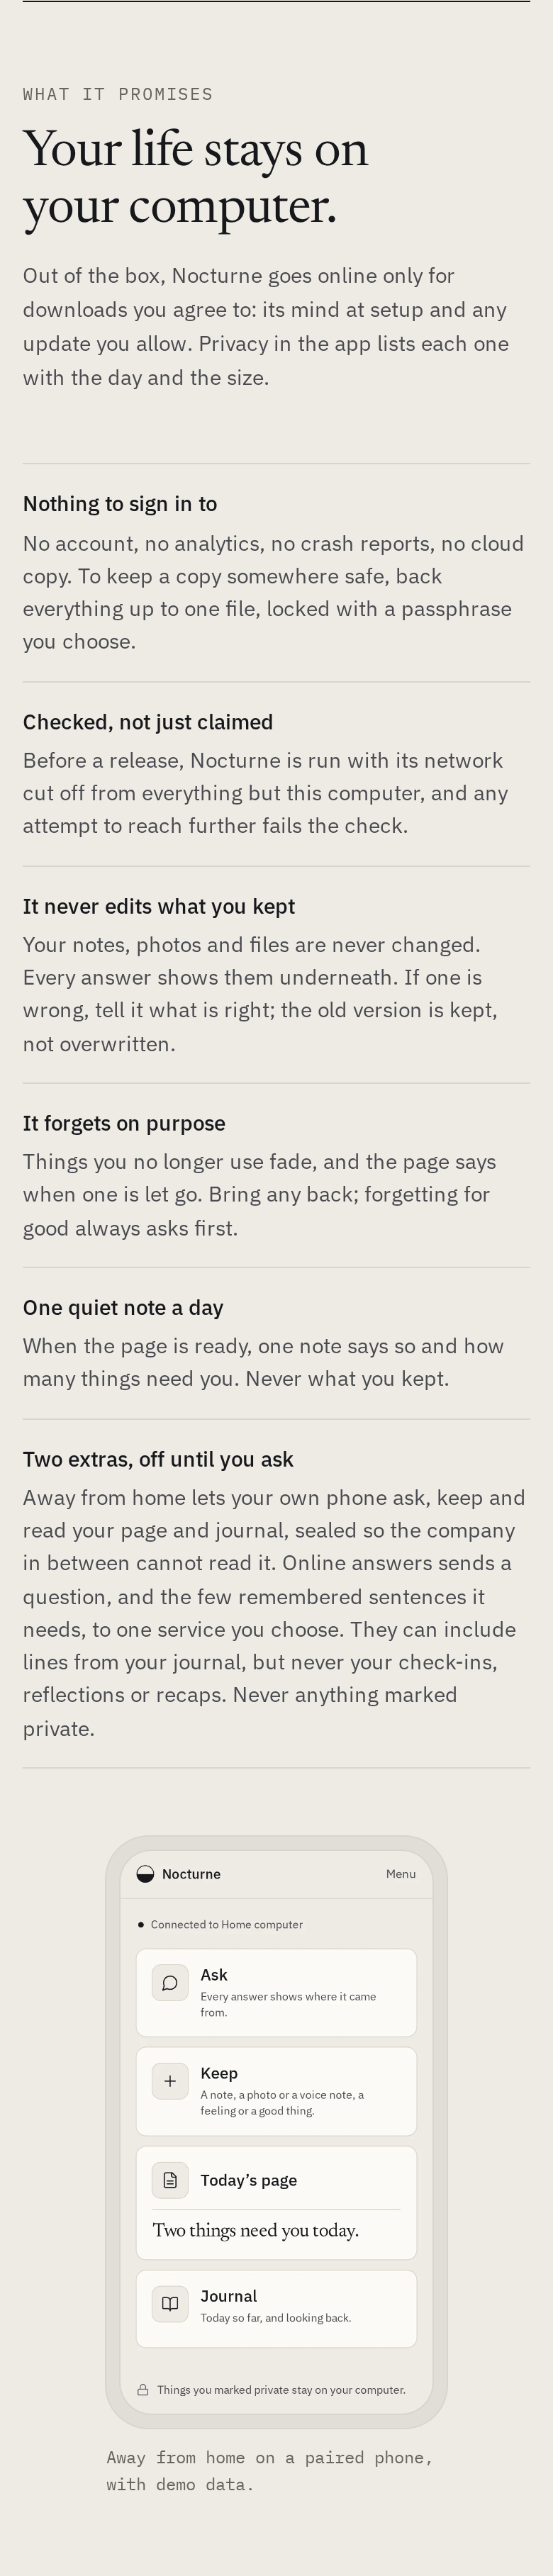 WHAT IT PROMISES
Your life stays on
your computer.
Out of the box, Nocturne goes online only for
downloads you agree to: its mind at setup and any
update you allow. Privacy in the app lists each one
with the day and the size.
Nothing to sign in to
No account, no analytics, no crash reports, no cloud
copy. To keep a copy somewhere safe, back
everything up to one file, locked with a passphrase
you choose.
Checked, not just claimed
Before a release, Nocturne is run with its network
cut off from everything but this computer, and any
attempt to reach further fails the check.
It never edits what you kept
Your notes, photos and files are never changed.
Every answer shows them underneath. If one is
wrong, tell it what is right; the old version is kept,
not overwritten.
It forgets on purpose
Things you no longer use fade, and the page says
when one is let go. Bring any back; forgetting for
good always asks first.
One quiet note a day
When the page is ready, one note says so and how
many things need you. Never what you kept.
Two extras, off until you ask
Away from home lets your own phone ask, keep and
read your page and journal, sealed so the company
in between cannot read it. Online answers sends a
question, and the few remembered sentences it
needs, to one service you choose. They can include
lines from your journal, but never your check-ins,
reflections or recaps. Never anything marked
private.
Nocturne Menu
Connected to Home computer
Ask
Every answer shows where it came
from.
Keep
A note, a photo or a voice note, a
feeling or a good thing.
Today’s page
Two things need you today.
Journal
Today so far, and looking back.
Things you marked private stay on your computer.
Away from home on a paired phone,
with demo data.